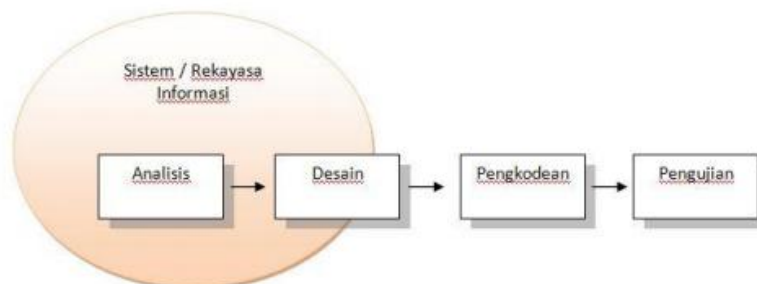 Sistem / Rekayasa
Informasi
Analisis
Desain
Pengkodean
Pengujian